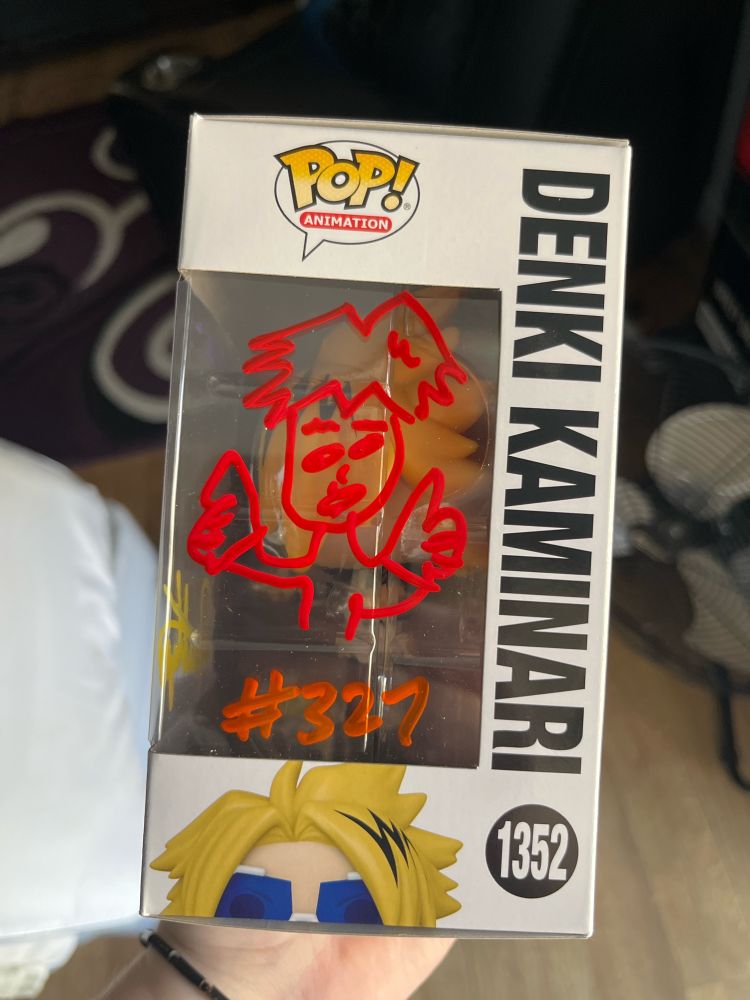 POP!®
ANIMATION
DENKI KAMINARI
#327
1352